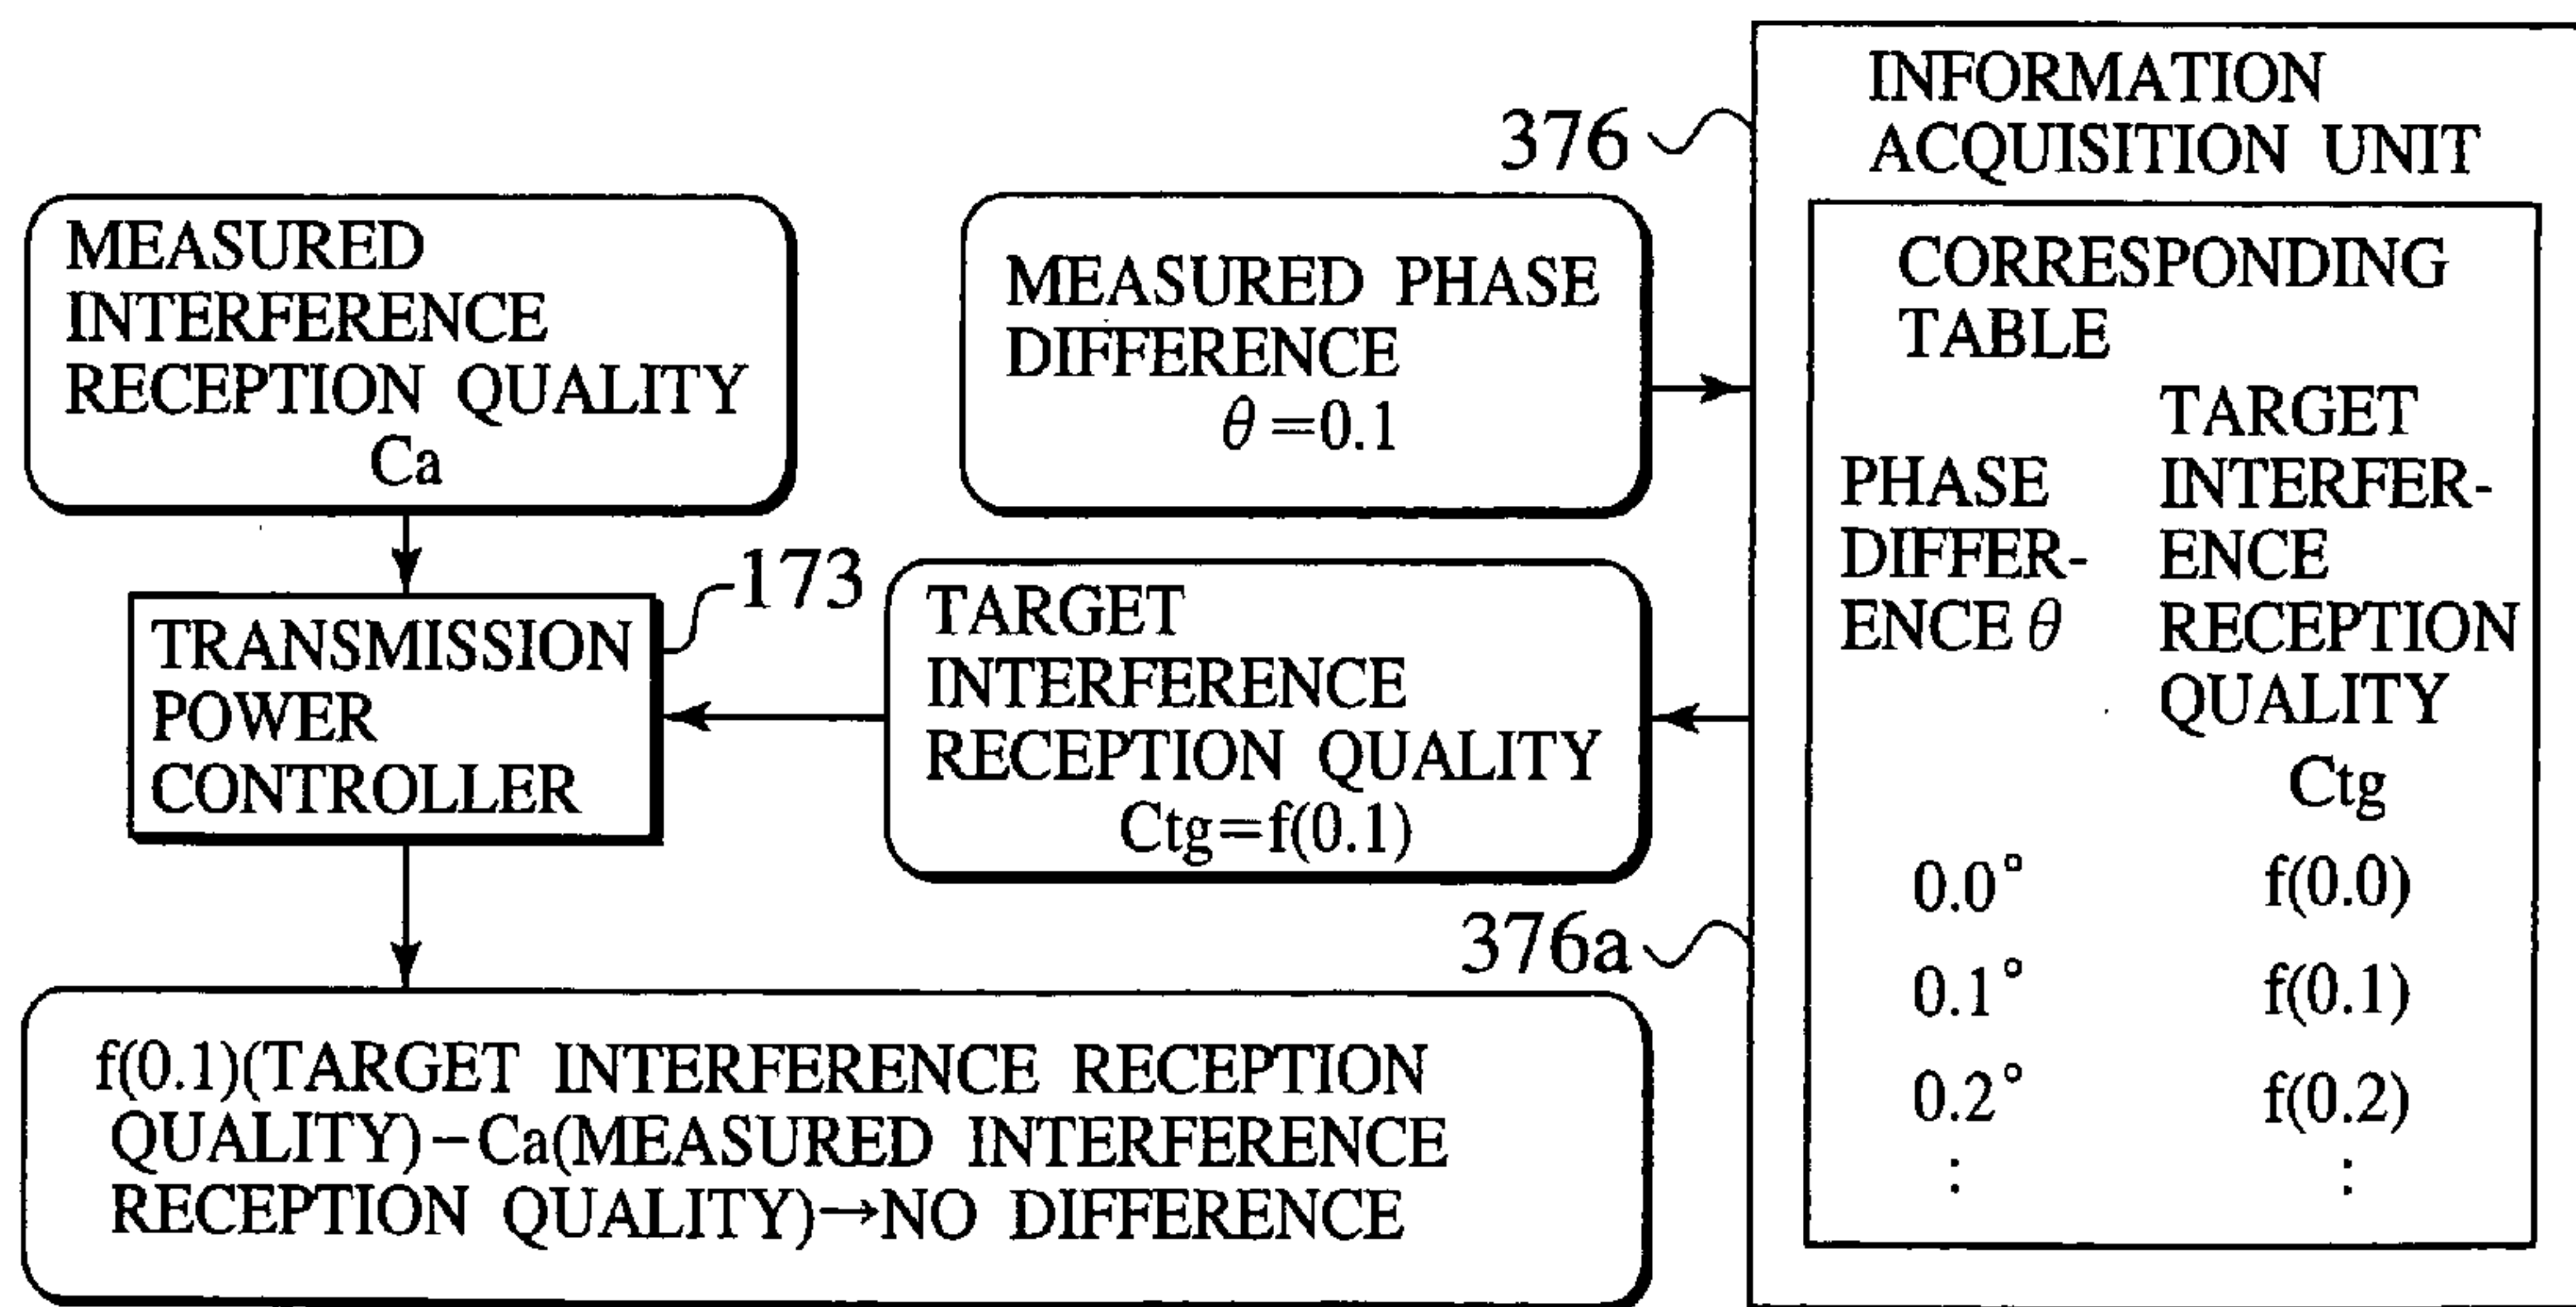 MEASURED
INTERFERENCE
RECEPTION QUALITY
Ca
376
MEASURED PHASE
DIFFERENCE
θ=0.1
INFORMATION
ACQUISITION UNIT
CORRESPONDING
TABLE
PHASE
DIFFER-
ENCE θ
TARGET
INTERFER-
ENCE
RECEPTION
QUALITY
Ctg
0.0° f(0.0)
0.1° f(0.1)
0.2° f(0.2)
: :
173
TRANSMISSION
POWER
CONTROLLER
TARGET
INTERFERENCE
RECEPTION QUALITY
Ctg=f(0.1)
376a
f(0.1)(TARGET INTERFERENCE RECEPTION
QUALITY)−Ca(MEASURED INTERFERENCE
RECEPTION QUALITY)→NO DIFFERENCE